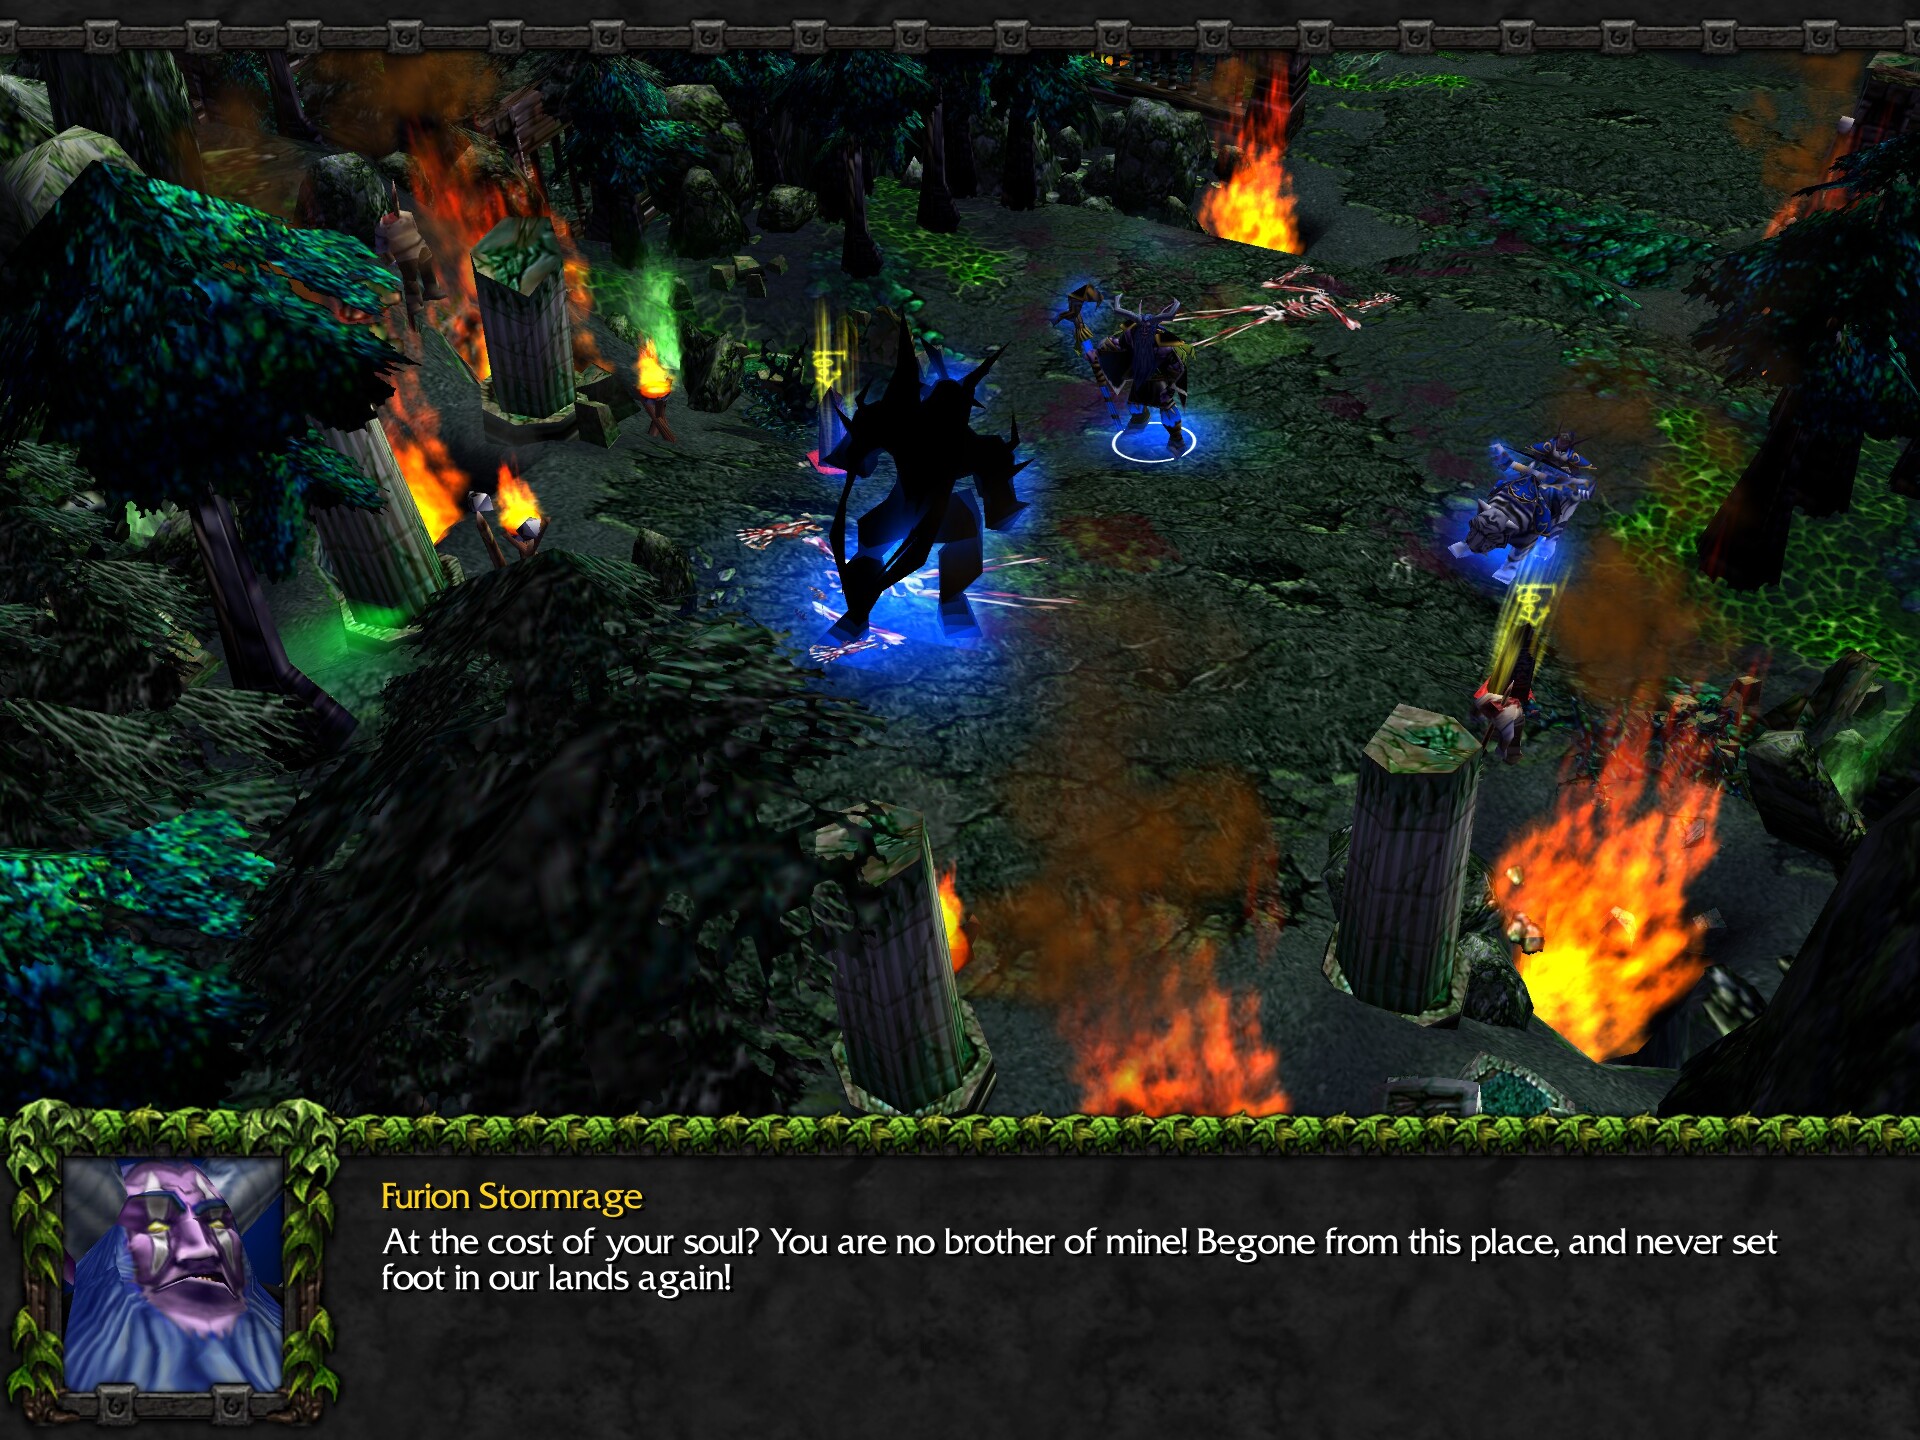 Furion Stormrage
At the cost of your soul? You are no brother of mine! Begone from this place, and never set
foot in our lands again!